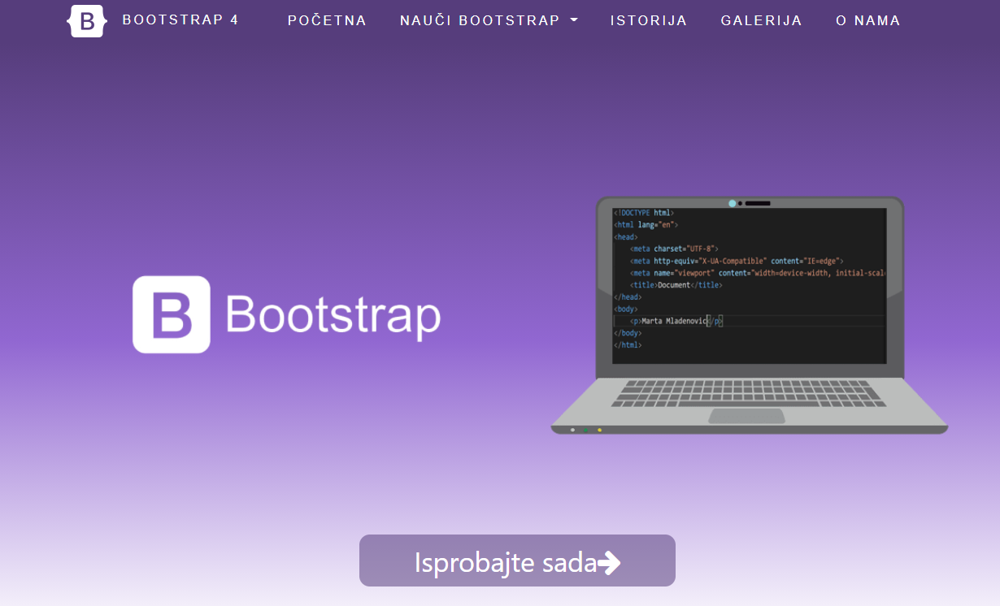 B BOOTSTRAP 4 POČETNA NAUČI BOOTSTRAP ISTORIJA GALERIJA O NAMA
<!DOCTYPE html>
<html lang="en">
<head>
<meta charset="UTF-8">
<meta http-equiv="X-UA-Compatible" content="IE=edge">
<meta name="viewport" content="width=device-width, initial-scal
<title>Document</title>
</head>
<body>
<p>Marta Mladenovic</p>
</body>
</html>
B Bootstrap
Isprobajte sada